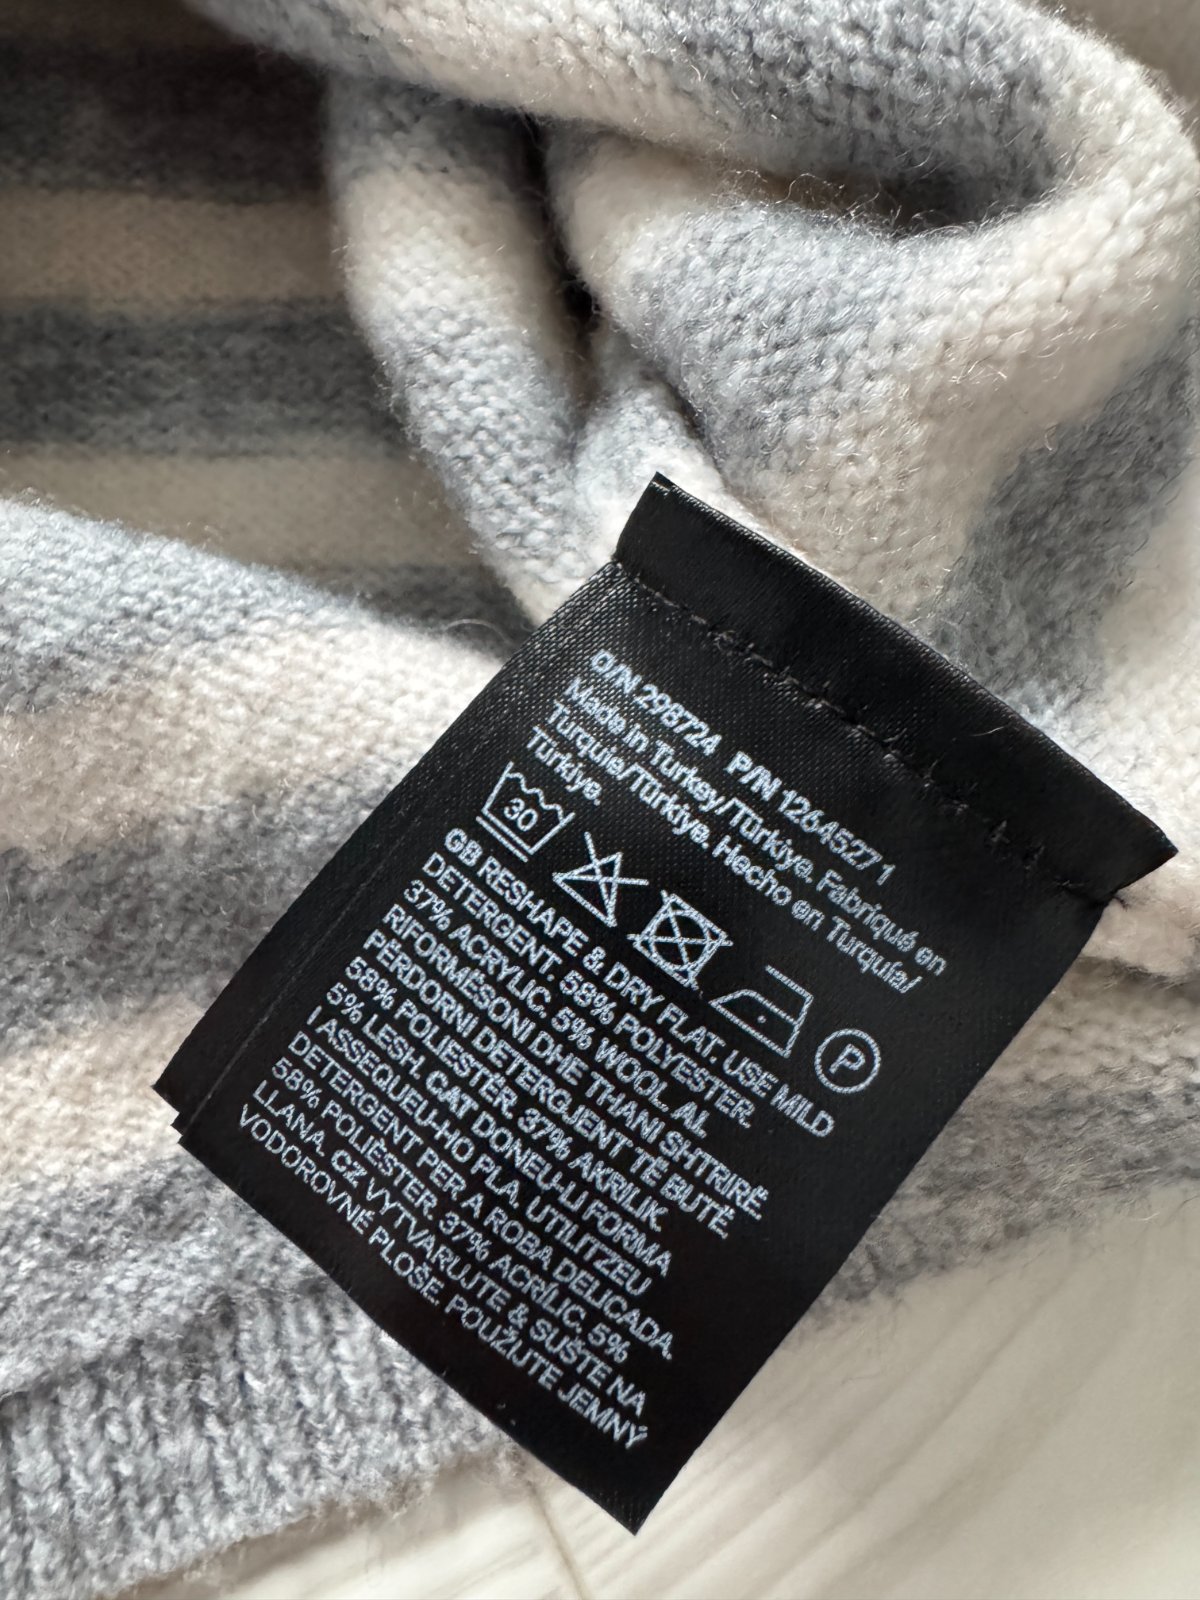 O/N 298724 P/N 12645271
Made in Turkey/Türkiye. Fabriqué en
Turquie/Türkiye. Hecho en Turquía/
Türkiye.
30
P
GB RESHAPE & DRY FLAT. USE MILD
DETERGENT. 58% POLYESTER.
37% ACRYLIC. 5% WOOL. AL
RIFORMËSONI DHE THANI SHTRIRË.
PËRDORNI DETERGJENT TË BUTË.
58% POLIESTËR. 37% AKRILIK.
5% LESH. CAT DONEU-LI FORMA
I ASSEQUEU-HO PLA. UTILITZEU
DETERGENT PER A ROBA DELICADA.
58% POLIÈSTER. 37% ACRÍLIC. 5%
LLANA. CZ VYTVARUJTE & SUŠTE NA
VODOROVNÉ PLOŠE. POUŽIJTE JEMNÝ